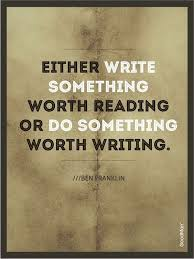 EITHER WRITE
SOMETHING
WORTH READING
OR DO SOMETHING
WORTH WRITING.
///BEN FRANKLIN